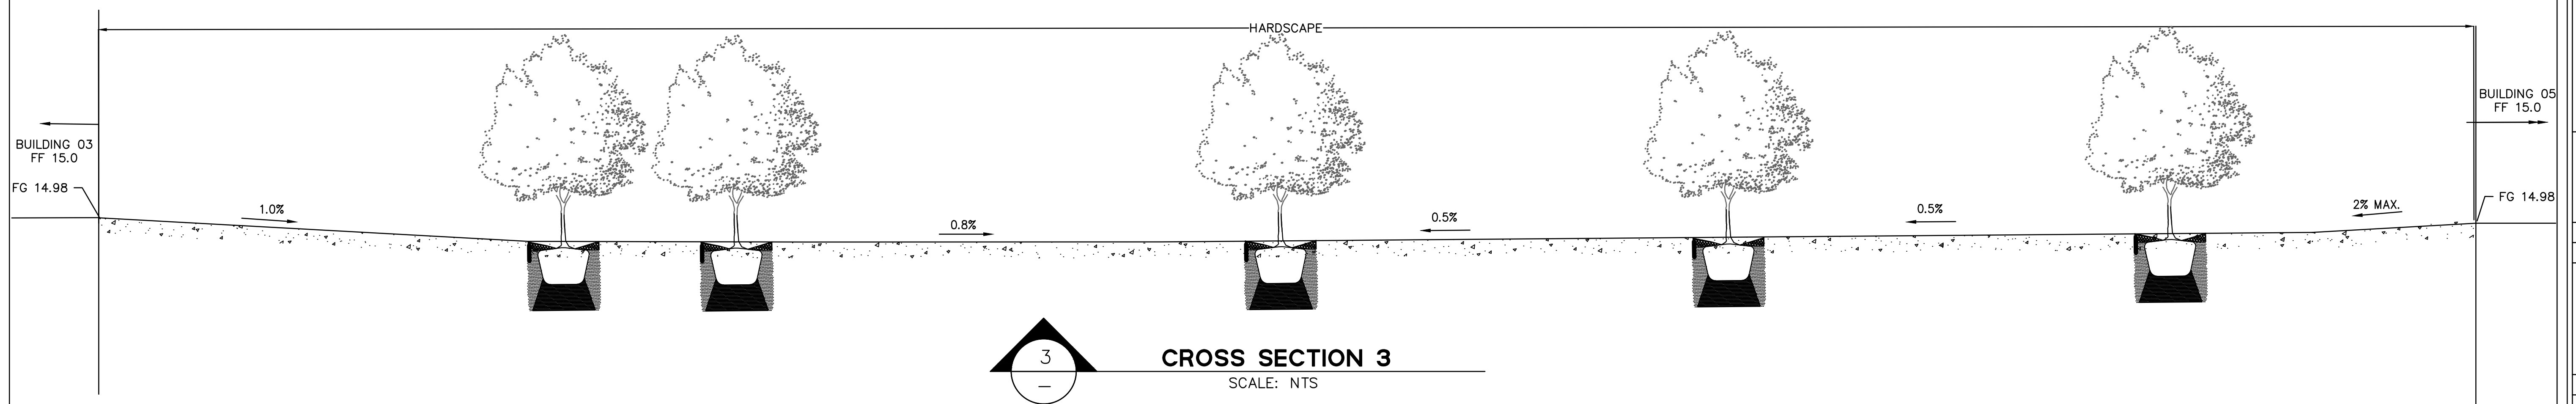 HARDSCAPE
BUILDING 03
FF 15.0
FG 14.98
1.0%
0.8%
0.5%
0.5%
2% MAX.
BUILDING 05
FF 15.0
FG 14.98
3
–
CROSS SECTION 3
SCALE: NTS